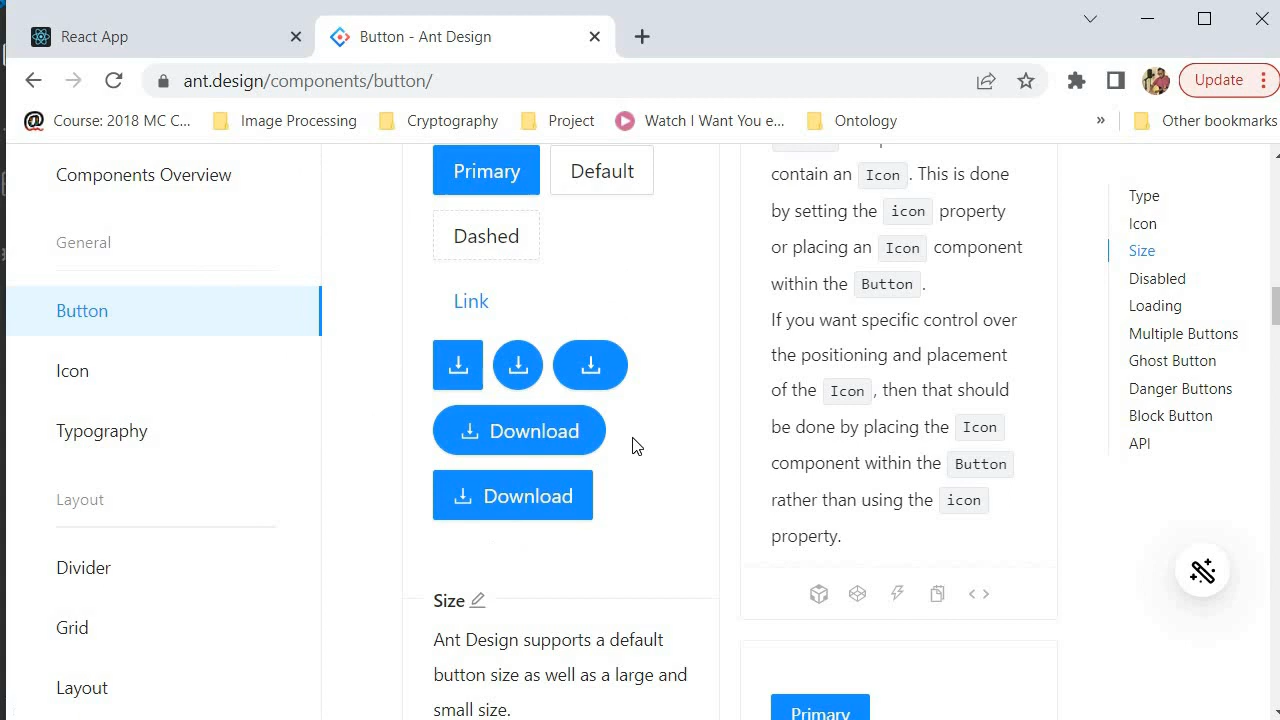 React App
Button - Ant Design
ant.design/components/button/
Update
Course: 2018 MC C...
Image Processing
Cryptography
Project
Watch I Want You e...
Ontology
»
Other bookmarks
Components Overview
General
Button
Icon
Typography
Layout
Divider
Grid
Layout
Primary
Default
Dashed
Link
Download
Download
Size
Ant Design supports a default
button size as well as a large and
small size.
contain an Icon. This is done
by setting the icon property
or placing an Icon component
within the Button.
If you want specific control over
the positioning and placement
of the Icon, then that should
be done by placing the Icon
component within the Button
rather than using the icon
property.
< >
Primary
Type
Icon
Size
Disabled
Loading
Multiple Buttons
Ghost Button
Danger Buttons
Block Button
API